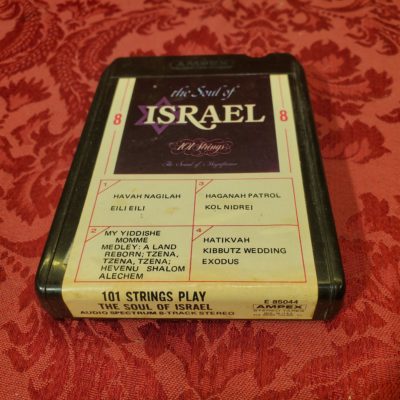 AMPEX
the Soul of
8 ISRAEL 8
101 Strings
The Sound of Magnificence
1
HAVAH NAGILAH
EILI EILI
3
HAGANAH PATROL
KOL NIDREI
2
MY YIDDISHE
MOMME
MEDLEY: A LAND
REBORN; TZENA,
TZENA, TZENA;
HEVENU SHALOM
ALECHEM
4
HATIKVAH
KIBBUTZ WEDDING
EXODUS
101 STRINGS PLAY
THE SOUL OF ISRAEL
AUDIO SPECTRUM 8-TRACK STEREO
E 85044
AMPEX
STEREO TAPES